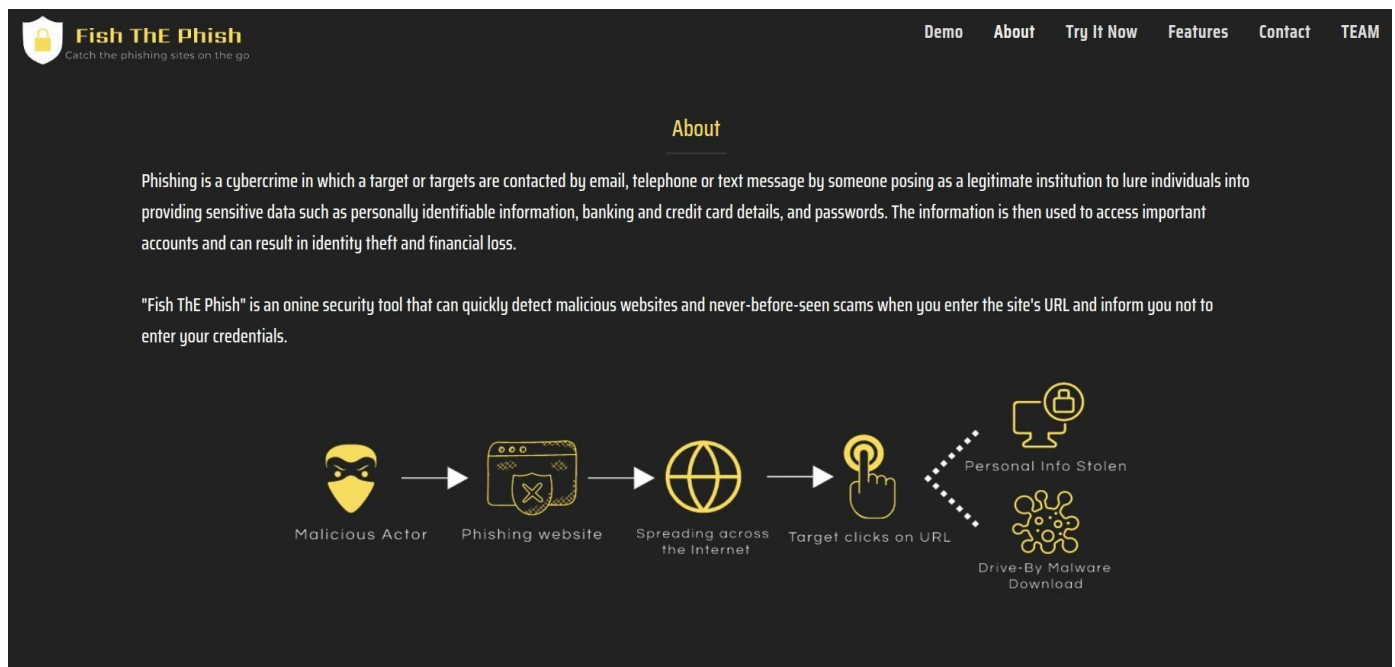 Fish ThE Phish
Catch the phishing sites on the go
Demo About Try It Now Features Contact TEAM
About
Phishing is a cybercrime in which a target or targets are contacted by email, telephone or text message by someone posing as a legitimate institution to lure individuals into
providing sensitive data such as personally identifiable information, banking and credit card details, and passwords. The information is then used to access important
accounts and can result in identity theft and financial loss.
"Fish ThE Phish" is an onine security tool that can quickly detect malicious websites and never-before-seen scams when you enter the site's URL and inform you not to
enter your credentials.
Malicious Actor
Phishing website
Spreading across
the Internet
Target clicks on URL
Personal Info Stolen
Drive-By Malware
Download